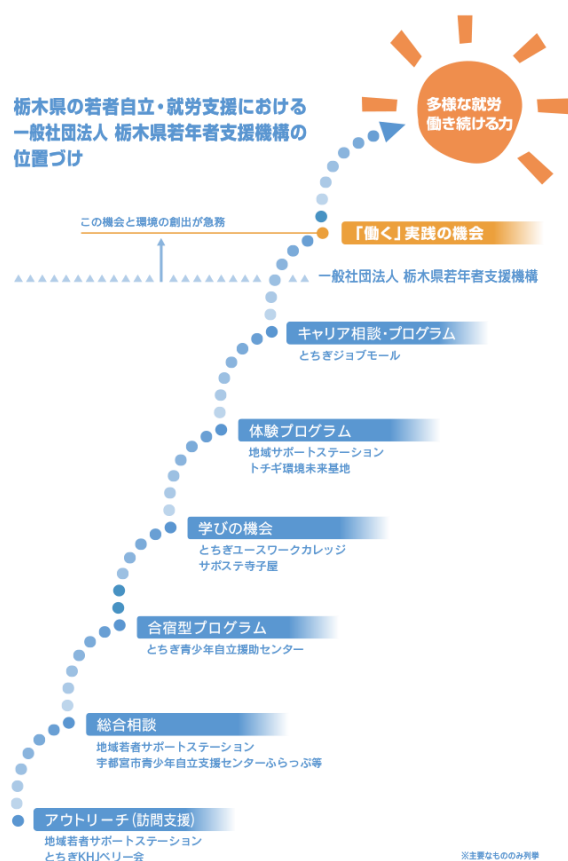 栃木県の若者自立・就労支援における
一般社団法人 栃木県若年者支援機構の
位置づけ
多様な就労
働き続ける力
この機会と環境の創出が急務
「働く」実践の機会
一般社団法人 栃木県若年者支援機構
キャリア相談・プログラム
とちぎジョブモール
体験プログラム
地域サポートステーション
トチギ環境未来基地
学びの機会
とちぎユースワークカレッジ
サポステ寺子屋
合宿型プログラム
とちぎ青少年自立援助センター
総合相談
地域若者サポートステーション
宇都宮市青少年自立支援センターふらっぷ等
アウトリーチ(訪問支援)
地域若者サポートステーション
とちぎKHJベリー会
※主要なもののみ列挙